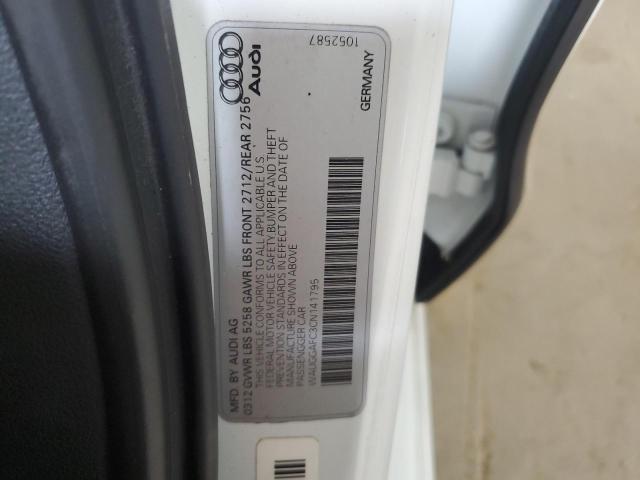 MFD. BY AUDI AG
0312 GVWR LBS 5258 GAWR LBS FRONT 2712/REAR 2756
THIS VEHICLE CONFORMS TO ALL APPLICABLE U.S.
FEDERAL MOTOR VEHICLE SAFETY, BUMPER AND THEFT
PREVENTION STANDARDS IN EFFECT ON THE DATE OF
MANUFACTURE SHOWN ABOVE
PASSENGER CAR
WAUGGAFC3CN141795
Audi
1052587
GERMANY